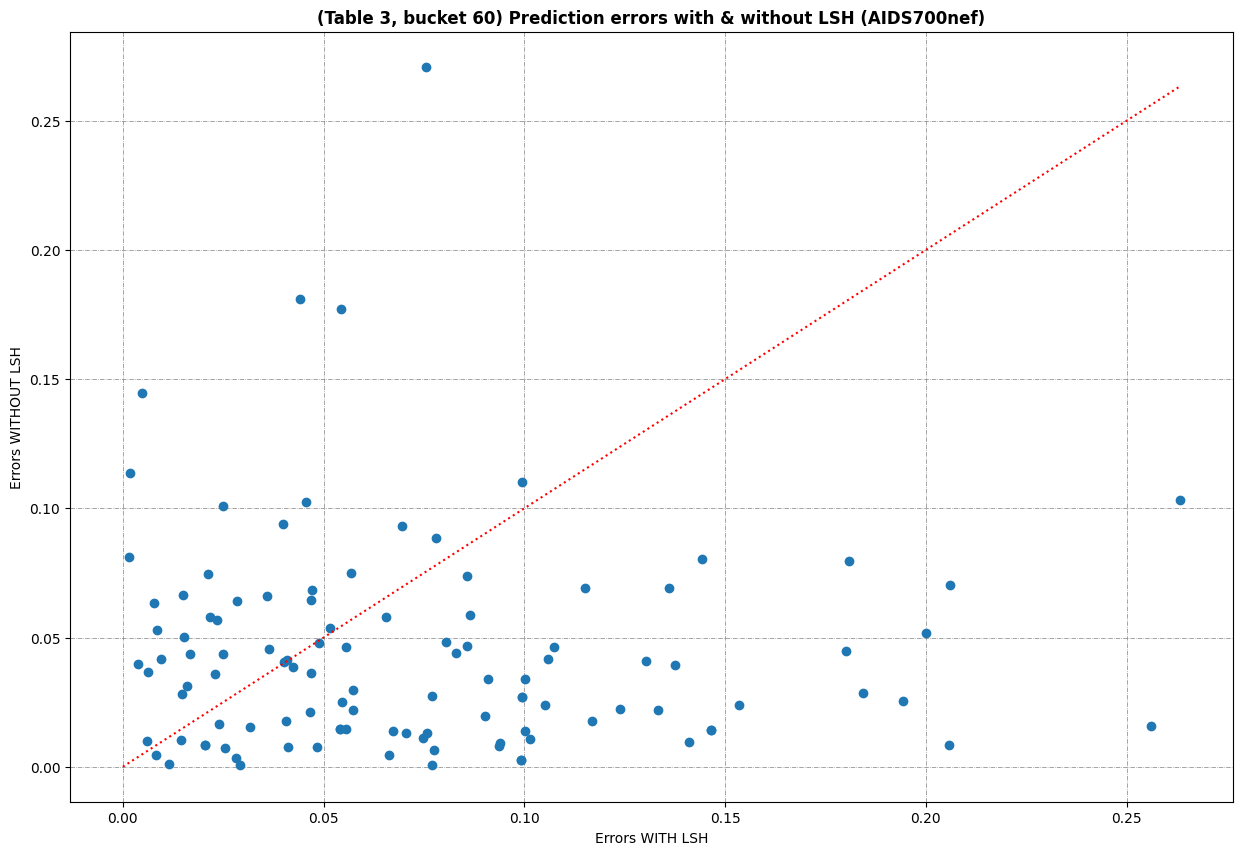 (Table 3, bucket 60) Prediction errors with & without LSH (AIDS700nef)
Errors WITHOUT LSH
0.25
0.20
0.15
0.10
0.05
0.00
0.00 0.05 0.10 0.15 0.20 0.25
Errors WITH LSH